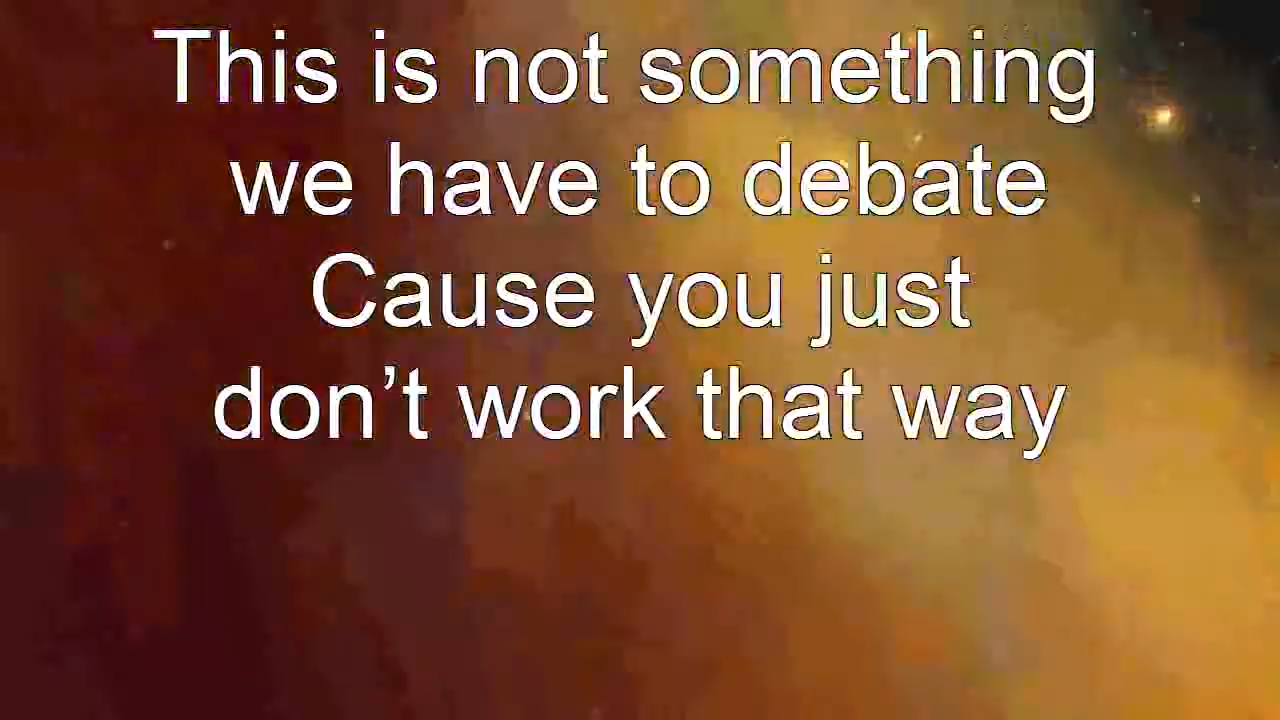 This is not something
we have to debate
Cause you just
don’t work that way